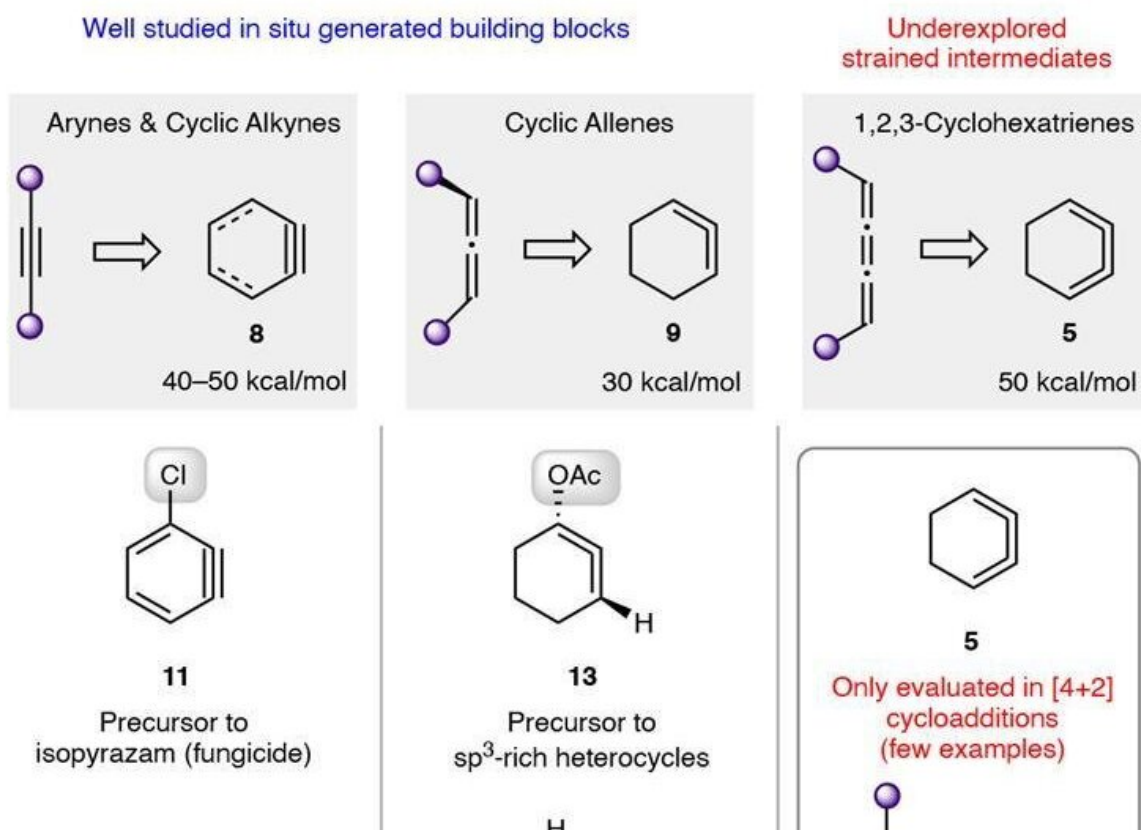 Well studied in situ generated building blocks
Underexplored
strained intermediates
Arynes & Cyclic Alkynes
8
40–50 kcal/mol
Cyclic Allenes
9
30 kcal/mol
1,2,3-Cyclohexatrienes
5
50 kcal/mol
Cl
11
Precursor to
isopyrazam (fungicide)
OAc
H
13
Precursor to
sp³-rich heterocycles
H
5
Only evaluated in [4+2]
cycloadditions
(few examples)